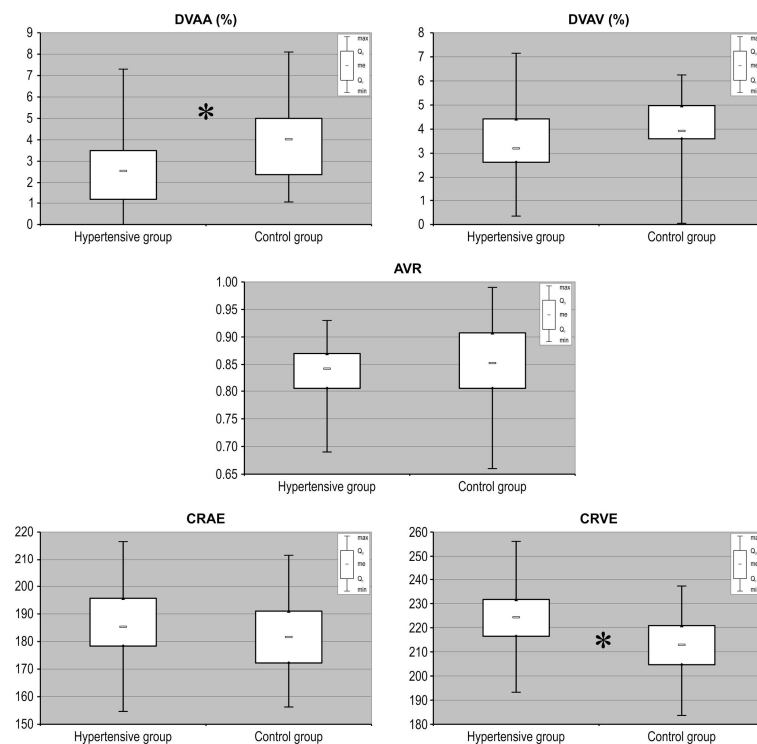 DVAA (%)
9
8
7
6
5
4
3
2
1
0
*
max
Q₃
me
Q₁
min
Hypertensive group Control group
DVAV (%)
8
7
6
5
4
3
2
1
0
me
min
Hypertensive group Control group
AVR
1.00
0.95
0.90
0.85
0.80
0.75
0.70
0.65
max
me
min
Hypertensive group Control group
CRAE
220
210
200
190
180
170
160
150
max
me
min
Hypertensive group Control group
CRVE
260
250
240
230
220
210
200
190
180
*
me
min
Hypertensive group Control group